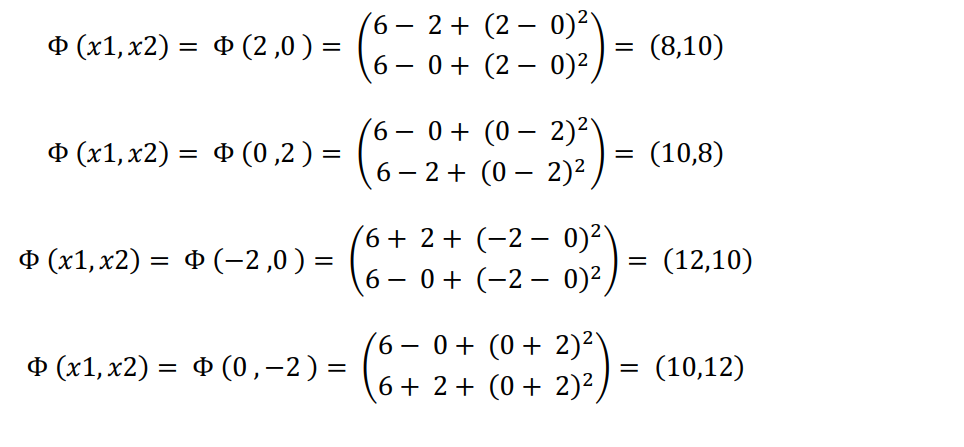 Φ (x1, x2) = Φ (2 ,0 ) = (6 − 2 + (2 − 0)²
6 − 0 + (2 − 0)²) = (8,10)
Φ (x1, x2) = Φ (0 ,2 ) = (6 − 0 + (0 − 2)²
6 − 2 + (0 − 2)²) = (10,8)
Φ (x1, x2) = Φ (−2 ,0 ) = (6 + 2 + (−2 − 0)²
6 − 0 + (−2 − 0)²) = (12,10)
Φ (x1, x2) = Φ (0 , −2 ) = (6 − 0 + (0 + 2)²
6 + 2 + (0 + 2)²) = (10,12)